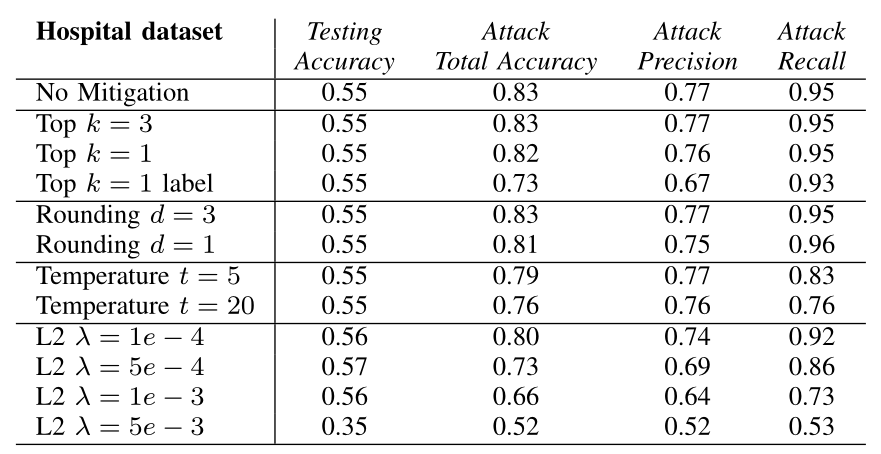 Hospital dataset Testing Attack Attack Attack
Accuracy Total Accuracy Precision Recall
No Mitigation 0.55 0.83 0.77 0.95
Top k = 3 0.55 0.83 0.77 0.95
Top k = 1 0.55 0.82 0.76 0.95
Top k = 1 label 0.55 0.73 0.67 0.93
Rounding d = 3 0.55 0.83 0.77 0.95
Rounding d = 1 0.55 0.81 0.75 0.96
Temperature t = 5 0.55 0.79 0.77 0.83
Temperature t = 20 0.55 0.76 0.76 0.76
L2 λ = 1e − 4 0.56 0.80 0.74 0.92
L2 λ = 5e − 4 0.57 0.73 0.69 0.86
L2 λ = 1e − 3 0.56 0.66 0.64 0.73
L2 λ = 5e − 3 0.35 0.52 0.52 0.53